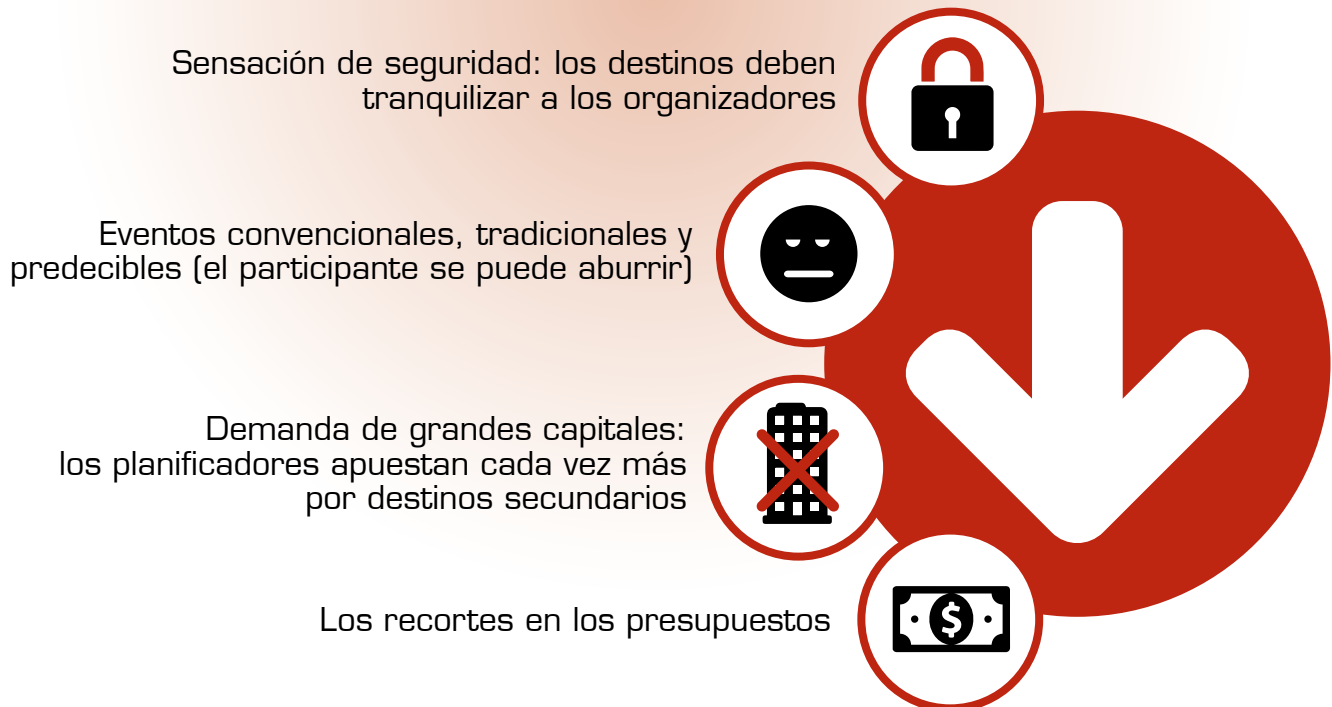 Sensación de seguridad: los destinos deben
tranquilizar a los organizadores
Eventos convencionales, tradicionales y
predecibles (el participante se puede aburrir)
Demanda de grandes capitales:
los planificadores apuestan cada vez más
por destinos secundarios
Los recortes en los presupuestos
$